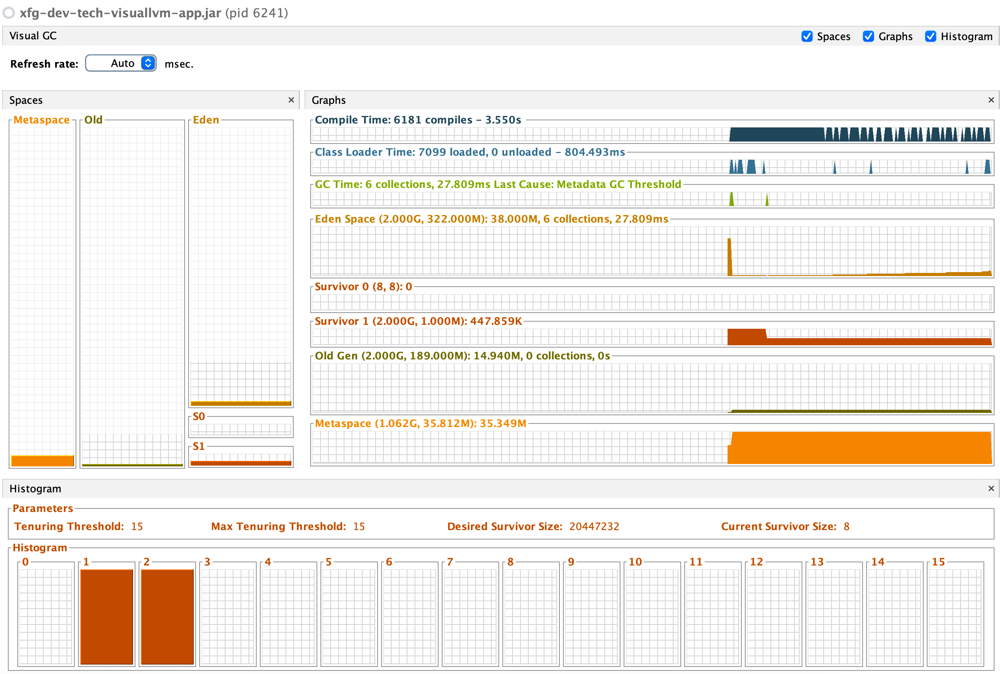 xfg-dev-tech-visuallvm-app.jar (pid 6241)
Visual GC
Spaces Graphs Histogram
Refresh rate: Auto msec.
Spaces
Metaspace Old Eden
S0
S1
Graphs
Compile Time: 6181 compiles - 3.550s
Class Loader Time: 7099 loaded, 0 unloaded - 804.493ms
GC Time: 6 collections, 27.809ms Last Cause: Metadata GC Threshold
Eden Space (2.000G, 322.000M): 38.000M, 6 collections, 27.809ms
Survivor 0 (8, 8): 0
Survivor 1 (2.000G, 1.000M): 447.859K
Old Gen (2.000G, 189.000M): 14.940M, 0 collections, 0s
Metaspace (1.062G, 35.812M): 35.349M
Histogram
Parameters
Tenuring Threshold: 15 Max Tenuring Threshold: 15 Desired Survivor Size: 20447232 Current Survivor Size: 8
Histogram
0 1 2 3 4 5 6 7 8 9 10 11 12 13 14 15